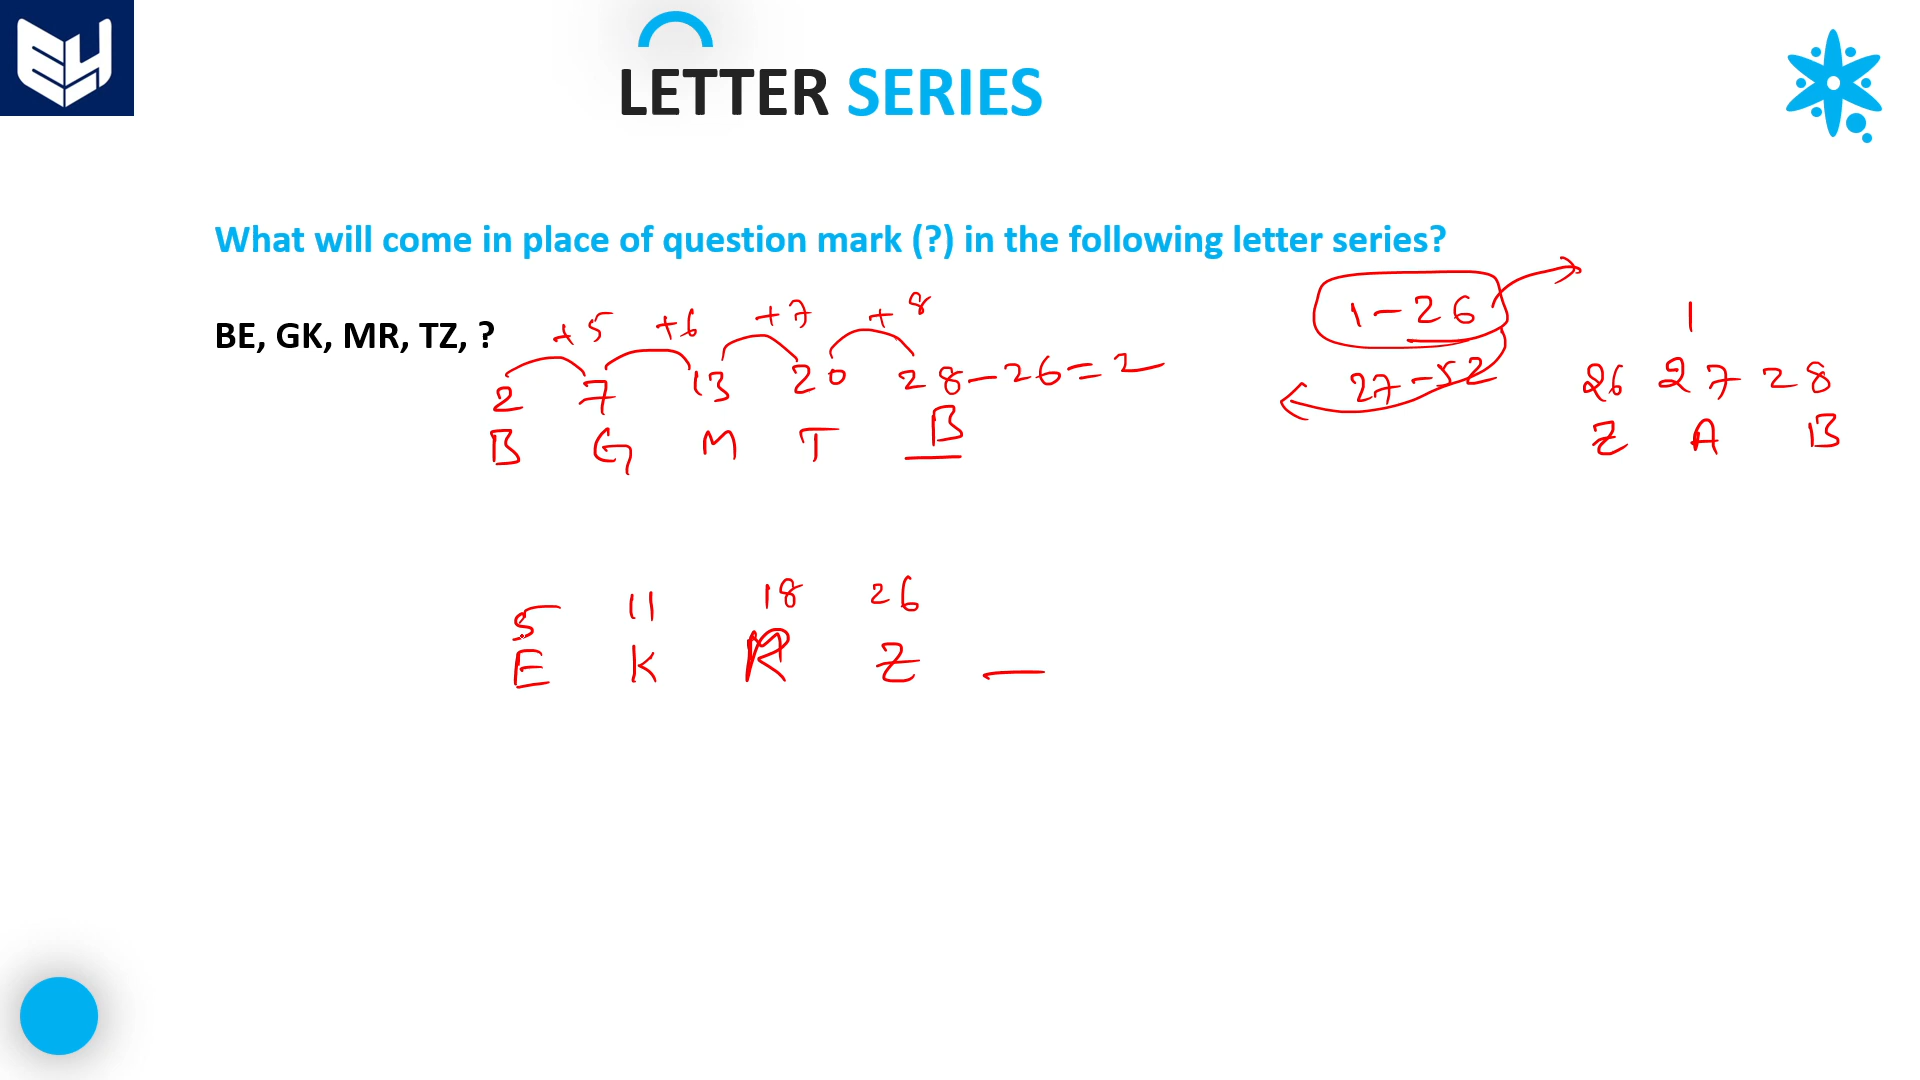 LETTER SERIES
What will come in place of question mark (?) in the following letter series?
BE, GK, MR, TZ, ?
+5 +6 +7 +8
2 7 13 20 28-26=2
B G M T B
1-26
27-52
1
26 27 28
Z A B
5 11 18 26
E K R Z